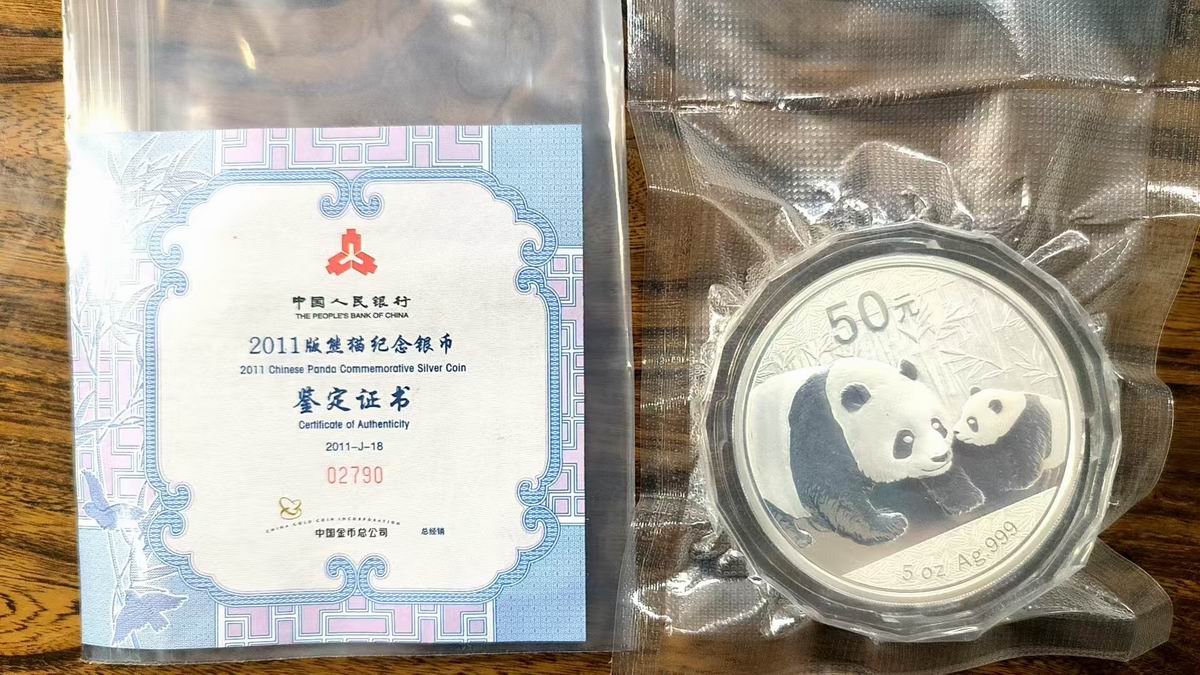 中国人民银行
THE PEOPLE'S BANK OF CHINA
2011版熊猫纪念银币
2011 Chinese Panda Commemorative Silver Coin
鉴定证书
Certificate of Authenticity
2011-J-18
02790
CHINA GOLD COIN INCORPORATION
中国金币总公司 总经销
50元
5 oz Ag.999